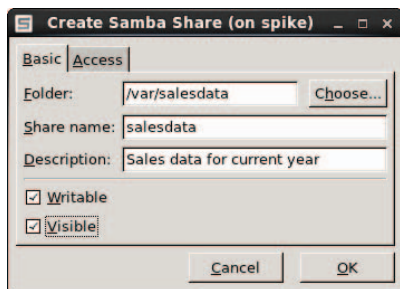 Create Samba Share (on spike)
Basic Access
Folder: /var/salesdata Choose...
Share name: salesdata
Description: Sales data for current year
Writable
Visible
Cancel OK